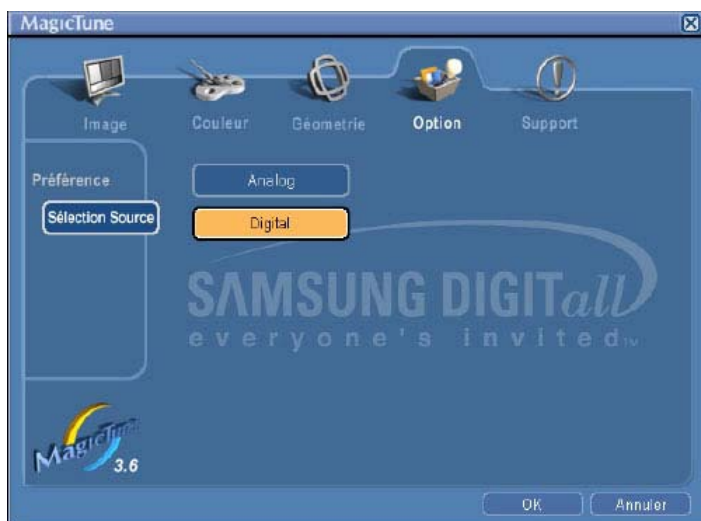 MagicTune
Image
Couleur
Géometrie
Option
Support
Préférence
Sélection Source
Analog
Digital
SAMSUNG DIGITall
everyone's invited™
MagicTune
3.6
OK
Annuler